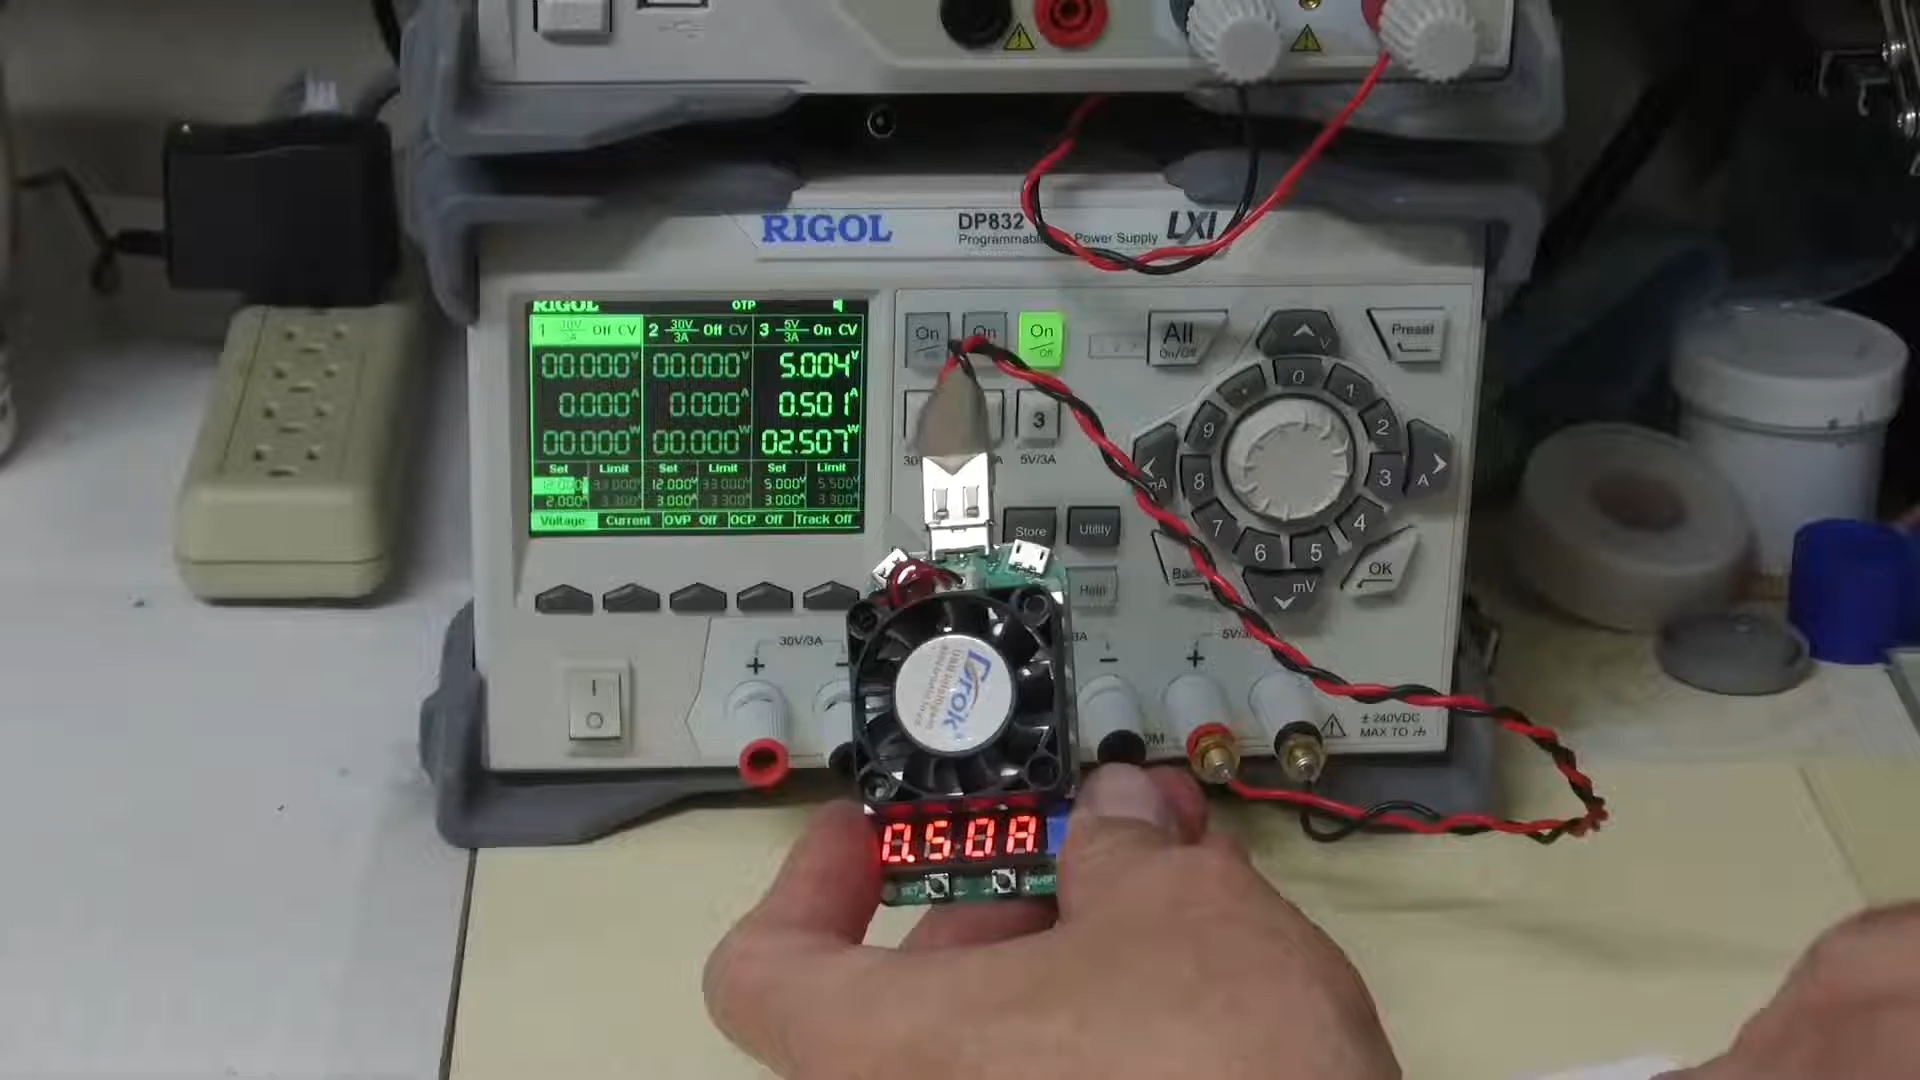 RIGOL
DP832
LXI
Power Supply
RIGOL
OTP
1 30V 3A Off CV
2 30V 3A Off CV
3 5V 3A On CV
00.000V 00.000V 5.004V
0.000A 0.000A 0.501A
00.000W 00.000W 02.507W
Set Limit Set Limit Set Limit
33.000V 12.000V 33.000V 5.000V 5.500V
2.000A 3.300A 3.000A 3.300A 3.000A 3.300A
Voltage Current OVP Off OCP Off Track Off
On
On
On
Off
All
On/Off
Preset
V
0
1
2
3
4
5
6
7
8
9
A
mV
OK
3
5V/3A
Store
Utility
Help
30V/3A
+
-
-
+
± 240VDC
MAX TO
0.50A
SET